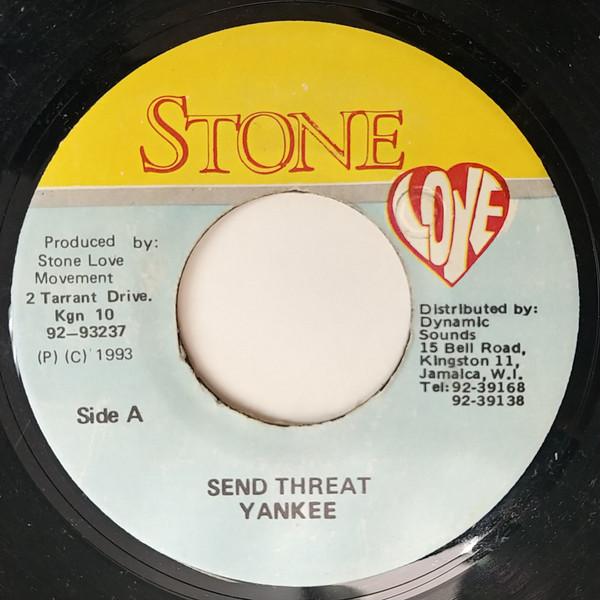 STONE
LOVE
Produced by:
Stone Love
Movement
2 Tarrant Drive.
Kgn 10
92-93237
(P) (C) 1993
Side A
Distributed by:
Dynamic
Sounds
15 Bell Road,
Kingston 11,
Jamaica, W.I.
Tel: 92-39168
92-39138
SEND THREAT
YANKEE